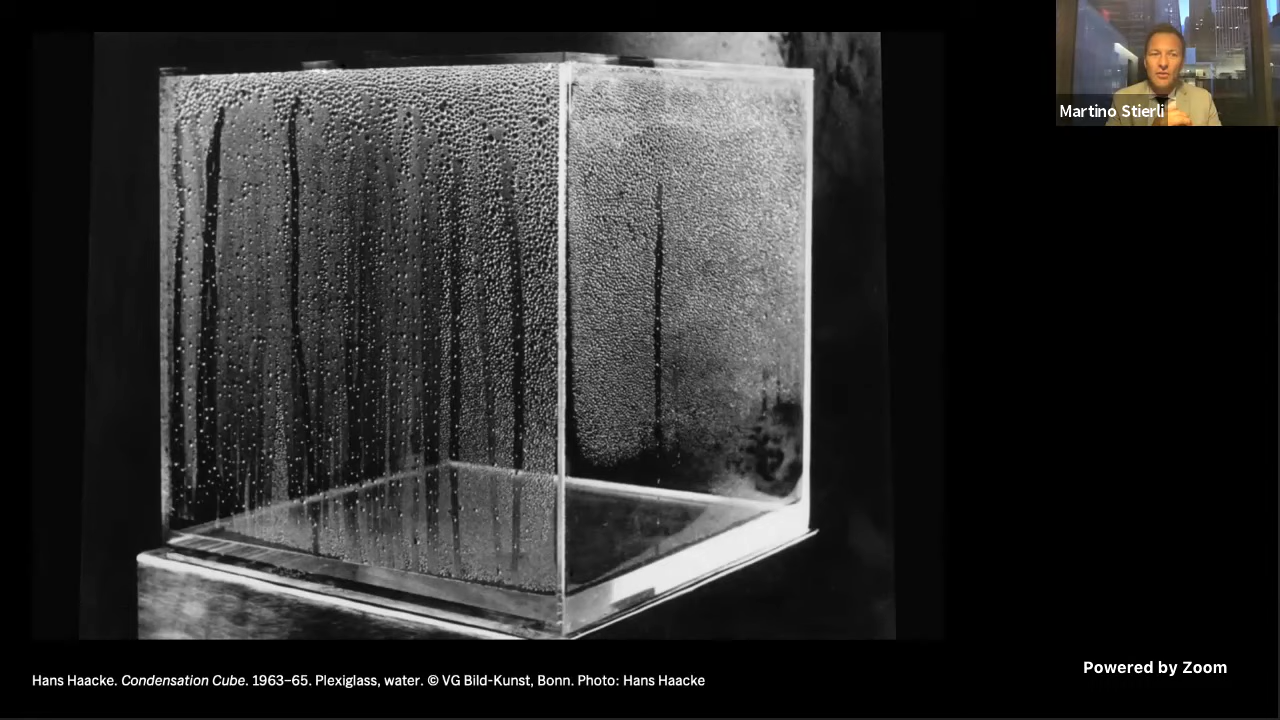 Martino Stierli
Powered by Zoom
Hans Haacke. Condensation Cube. 1963–65. Plexiglass, water. © VG Bild-Kunst, Bonn. Photo: Hans Haacke